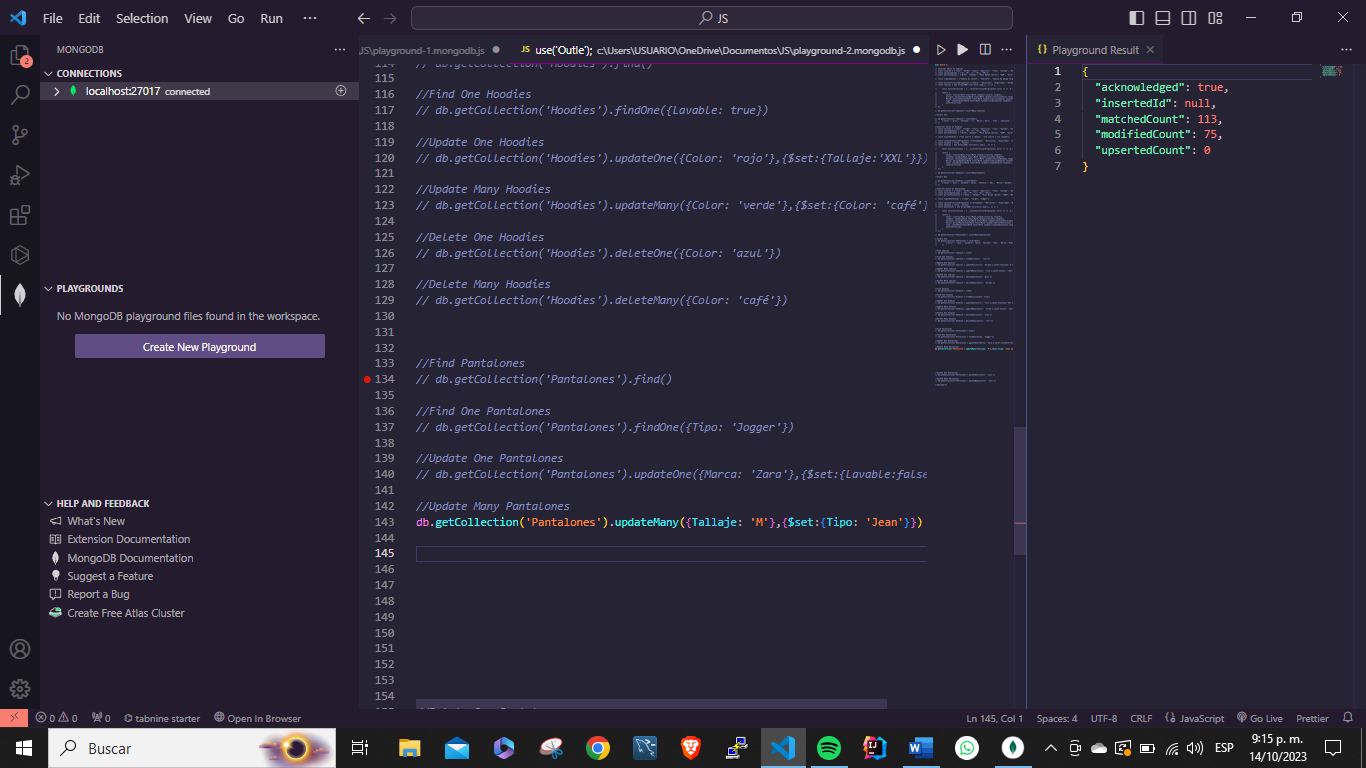 File Edit Selection View Go Run ··· JS
MONGODB ···
CONNECTIONS
localhost:27017 connected
PLAYGROUNDS
No MongoDB playground files found in the workspace.
Create New Playground
HELP AND FEEDBACK
What's New
Extension Documentation
MongoDB Documentation
Suggest a Feature
Report a Bug
Create Free Atlas Cluster
2
JS\playground-1.mongodb.js JS use('Outle'); c:\Users\USUARIO\OneDrive\Documentos\JS\playground-2.mongodb.js
114 // db.getCollection('Hoodies').find()
115
116 //Find One Hoodies
117 // db.getCollection('Hoodies').findOne({Lavable: true})
118
119 //Update One Hoodies
120 // db.getCollection('Hoodies').updateOne({Color: 'rojo'},{$set:{Tallaje:'XXL'}})
121
122 //Update Many Hoodies
123 // db.getCollection('Hoodies').updateMany({Color: 'verde'},{$set:{Color: 'café'}
124
125 //Delete One Hoodies
126 // db.getCollection('Hoodies').deleteOne({Color: 'azul'})
127
128 //Delete Many Hoodies
129 // db.getCollection('Hoodies').deleteMany({Color: 'café'})
130
131
132
133 //Find Pantalones
134 // db.getCollection('Pantalones').find()
135
136 //Find One Pantalones
137 // db.getCollection('Pantalones').findOne({Tipo: 'Jogger'})
138
139 //Update One Pantalones
140 // db.getCollection('Pantalones').updateOne({Marca: 'Zara'},{$set:{Lavable:false
141
142 //Update Many Pantalones
143 db.getCollection('Pantalones').updateMany({Tallaje: 'M'},{$set:{Tipo: 'Jean'}})
144
145
146
147
148
149
150
151
152
153
154
{} Playground Result
1 {
2 "acknowledged": true,
3 "insertedId": null,
4 "matchedCount": 113,
5 "modifiedCount": 75,
6 "upsertedCount": 0
7 }
0 0 0 tabnine starter Open In Browser Ln 145, Col 1 Spaces: 4 UTF-8 CRLF {} JavaScript Go Live Prettier
Buscar
ESP
9:15 p. m.
14/10/2023